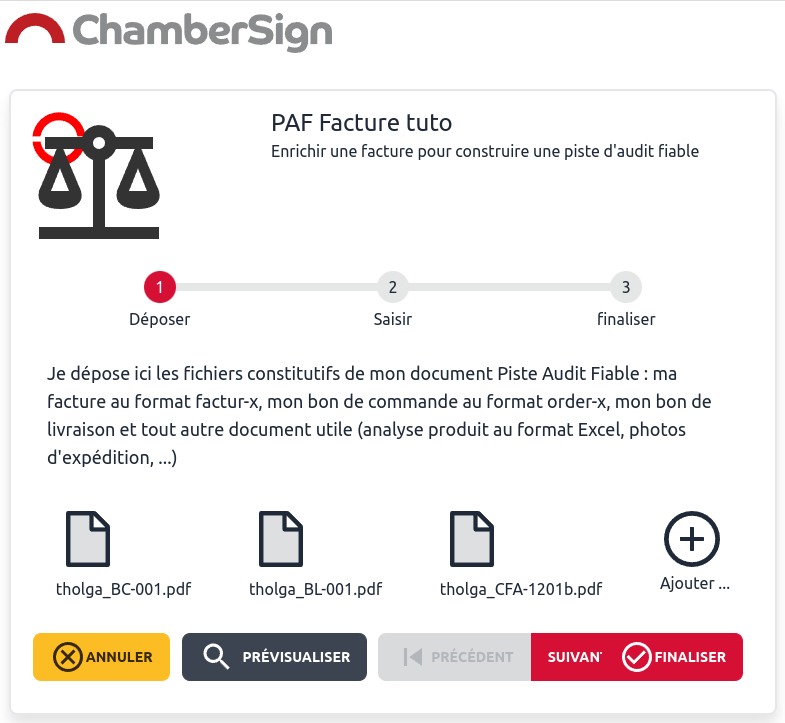 ChamberSign
PAF Facture tuto
Enrichir une facture pour construire une piste d'audit fiable
1
2
3
Déposer
Saisir
finaliser
Je dépose ici les fichiers constitutifs de mon document Piste Audit Fiable : ma
facture au format factur-x, mon bon de commande au format order-x, mon bon de
livraison et tout autre document utile (analyse produit au format Excel, photos
d'expédition, ...)
tholga_BC-001.pdf
tholga_BL-001.pdf
tholga_CFA-1201b.pdf
Ajouter ...
ANNULER
PRÉVISUALISER
PRÉCÉDENT
SUIVAN
FINALISER